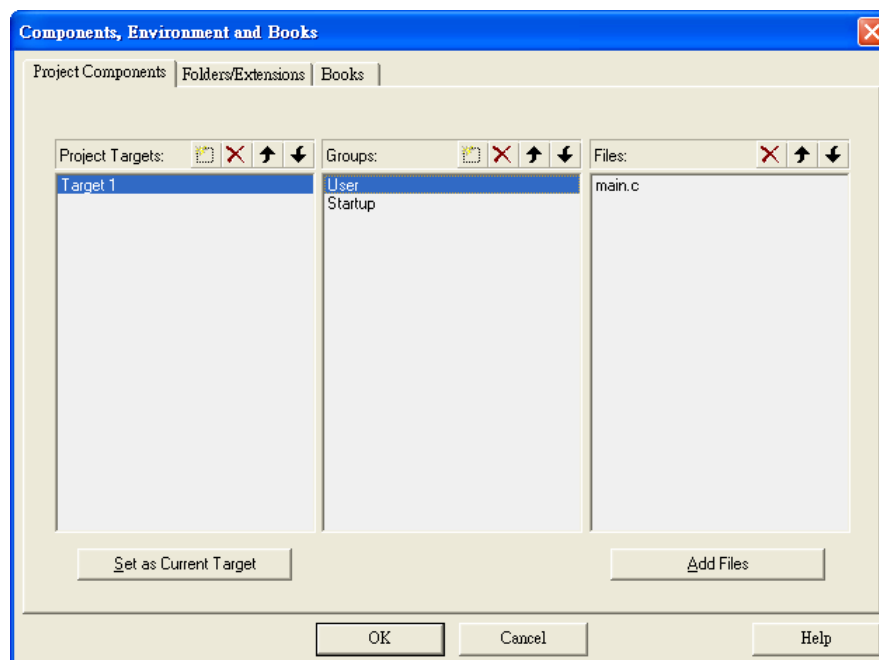 Components, Environment and Books
Project Components Folders/Extensions Books
Project Targets: Groups: Files:
Target 1 User main.c
Startup
Set as Current Target Add Files
OK Cancel Help